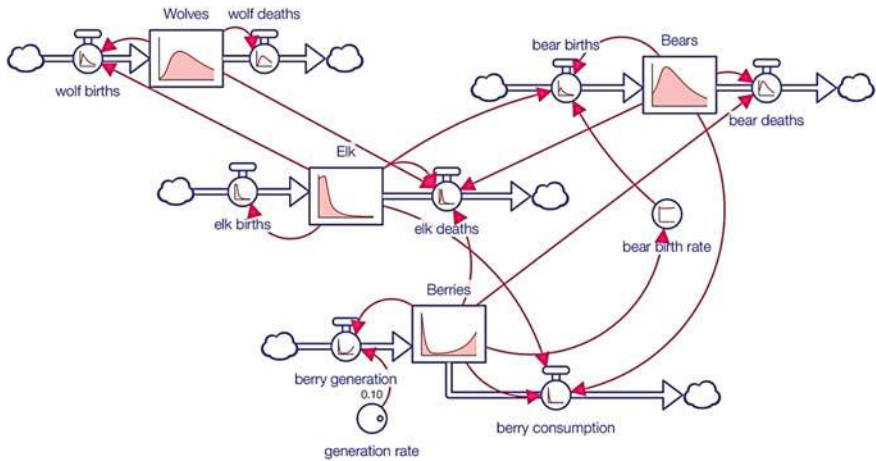 Wolves
wolf deaths
wolf births
Bears
bear births
bear deaths
Elk
elk births
elk deaths
bear birth rate
Berries
berry generation
0.10
generation rate
berry consumption